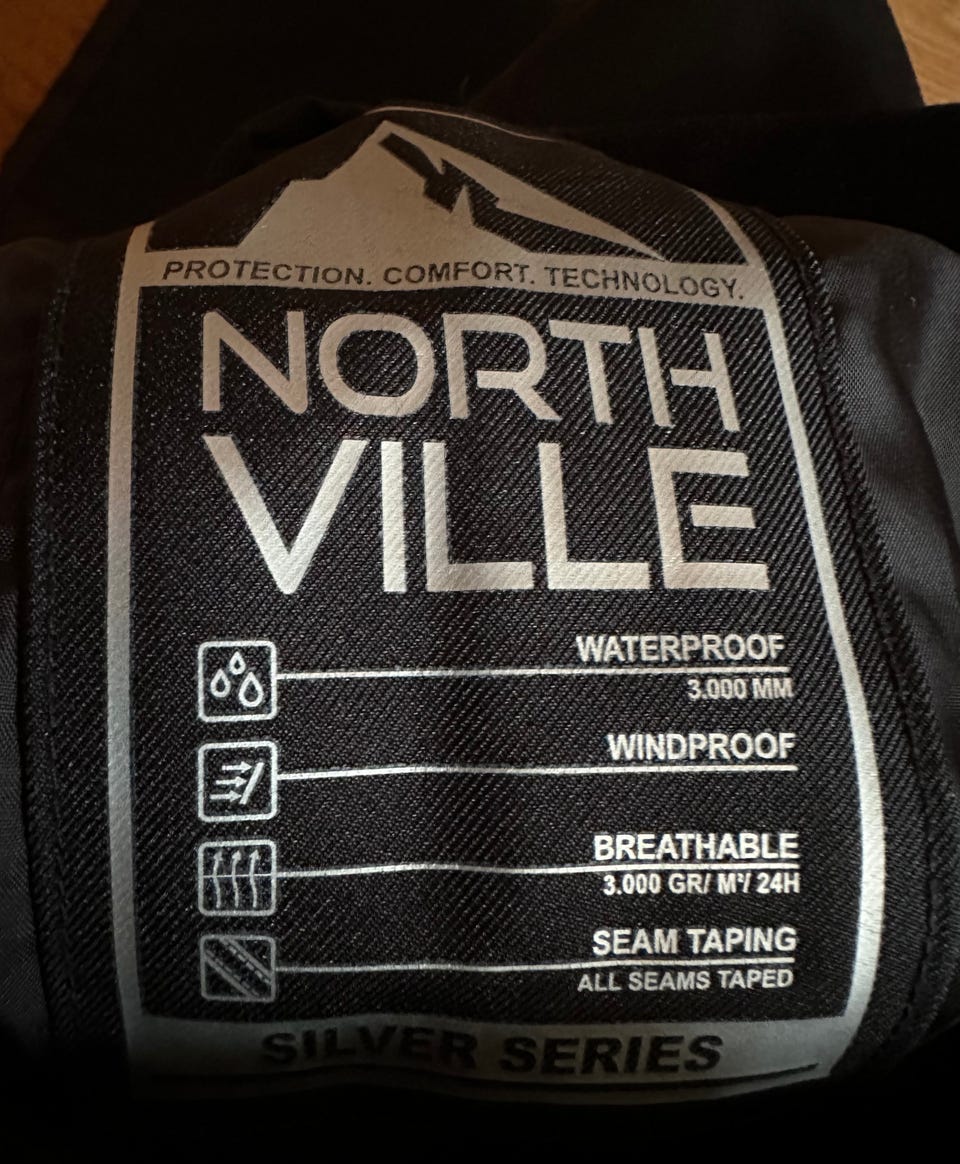 PROTECTION. COMFORT. TECHNOLOGY.
NORTH
VILLE
WATERPROOF
3.000 MM
WINDPROOF
BREATHABLE
3.000 GR/ M²/ 24H
SEAM TAPING
ALL SEAMS TAPED
SILVER SERIES